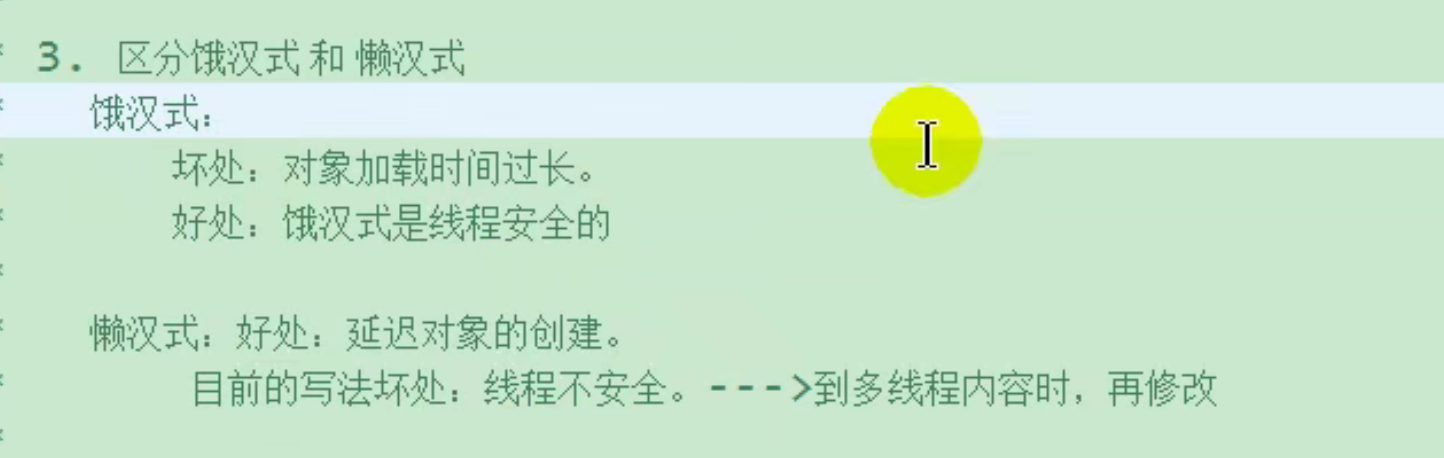 * 3. 区分饿汉式 和 懒汉式
* 饿汉式：
* 坏处：对象加载时间过长。
* 好处：饿汉式是线程安全的
*
* 懒汉式：好处：延迟对象的创建。
* 目前的写法坏处：线程不安全。--->到多线程内容时，再修改
*